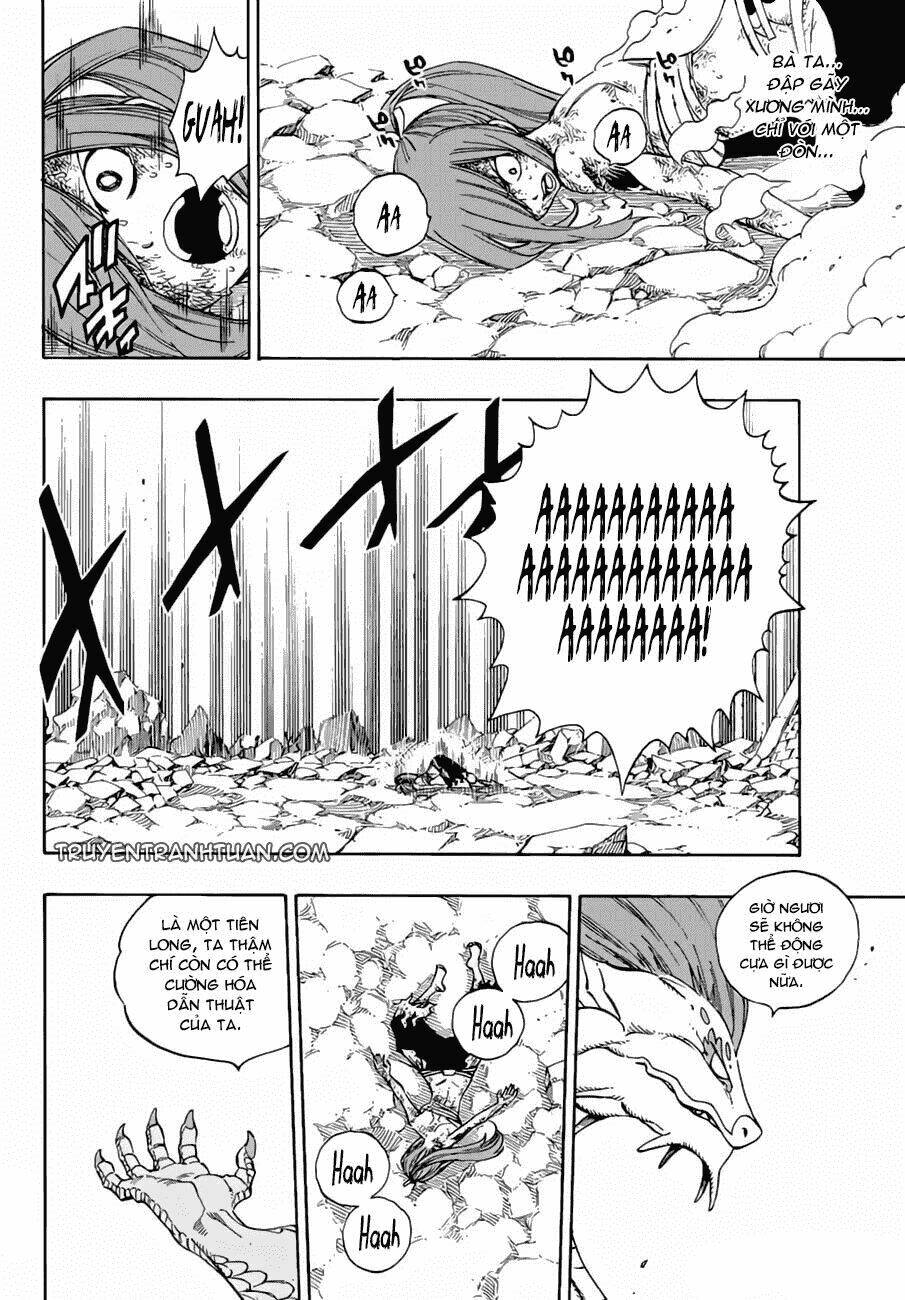 BÀ TA...
ĐẬP GÃY
XƯƠNG MÌNH...
CHỈ VỚI MỘT
ĐÒN...
AA
AA
AA
GUAH!
AAAAAAAAAAA
AAAAAAAAAAAAA
AAAAAAAA!
TRUYENTRANHTUAN.COM
GIỜ NGƯƠI
SẼ KHÔNG
THỂ ĐỘNG
CỰA GÌ ĐƯỢC
NỮA.
Haah
Haah
Haah
Haah
LÀ MỘT TIÊN
LONG, TA THẬM
CHÍ CÒN CÓ THỂ
CƯỜNG HÓA
DẪN THUẬT
CỦA TA.